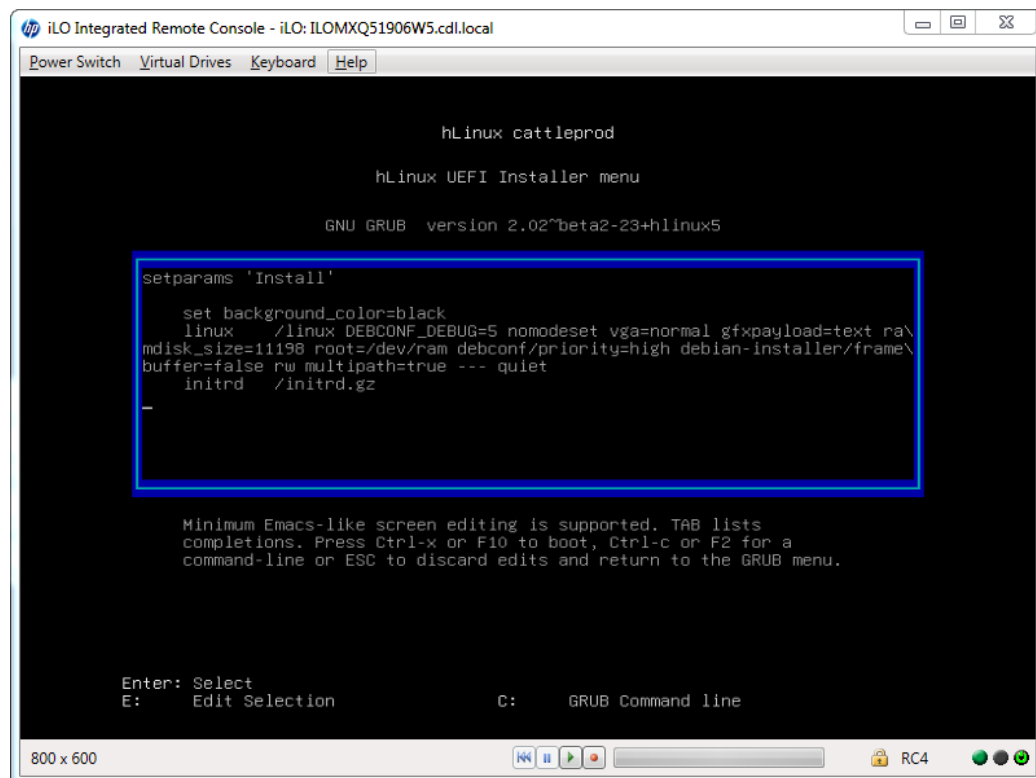 iLO Integrated Remote Console - iLO: ILOMXQ51906W5.cdl.local
Power Switch Virtual Drives Keyboard Help
hLinux cattleprod
hLinux UEFI Installer menu
GNU GRUB version 2.02~beta2-23+hlinux5
setparams 'Install'
set background_color=black
linux /linux DEBCONF_DEBUG=5 nomodeset vga=normal gfxpayload=text ra\
mdisk_size=11198 root=/dev/ram debconf/priority=high debian-installer/frame\
buffer=false rw multipath=true --- quiet
initrd /initrd.gz
Minimum Emacs-like screen editing is supported. TAB lists
completions. Press Ctrl-x or F10 to boot, Ctrl-c or F2 for a
command-line or ESC to discard edits and return to the GRUB menu.
Enter: Select
E: Edit Selection C: GRUB Command line
800 x 600 RC4